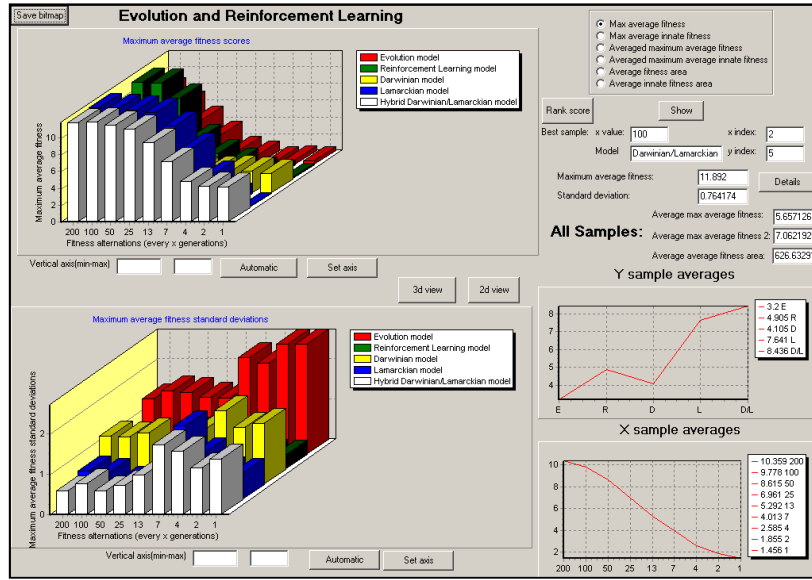 Save bitmap
Evolution and Reinforcement Learning
Maximum average fitness scores
Maximum average fitness
10
8
6
4
2
0
200 100 50 25 13 7 4 2 1
Fitness alternations (every x generations)
Evolution model
Reinforcement Learning model
Darwinian model
Lamarckian model
Hybrid Darwinian/Lamarckian model
Vertical axis(min-max)
Automatic
Set axis
3d view
2d view
Maximum average fitness standard deviations
Maximum average fitness standard deviations
2
1
0
200 100 50 25 13 7 4 2 1
Fitness alternations (every x generations)
Evolution model
Reinforcement Learning model
Darwinian model
Lamarckian model
Hybrid Darwinian/Lamarckian model
Vertical axis(min-max)
Automatic
Set axis
Max average fitness
Max average innate fitness
Averaged maximum average fitness
Averaged maximum average innate fitness
Average fitness area
Average innate fitness area
Rank score
Show
Best sample: x value: 100 x index: 2
Model Darwinian/Lamarckian y index: 5
Maximum average fitness: 11.892
Details
Standard deviation: 0.764174
All Samples:
Average max average fitness: 5.657126
Average max average fitness 2: 7.062192
Average average fitness area: 626.6329
Y sample averages
8
7
6
5
4
E R D L D/L
3.2 E
4.905 R
4.105 D
7.641 L
8.436 D/L
X sample averages
10
8
6
4
2
200 100 50 25 13 7 4 2 1
10.359 200
9.778 100
8.615 50
6.961 25
5.292 13
4.013 7
2.585 4
1.855 2
1.456 1